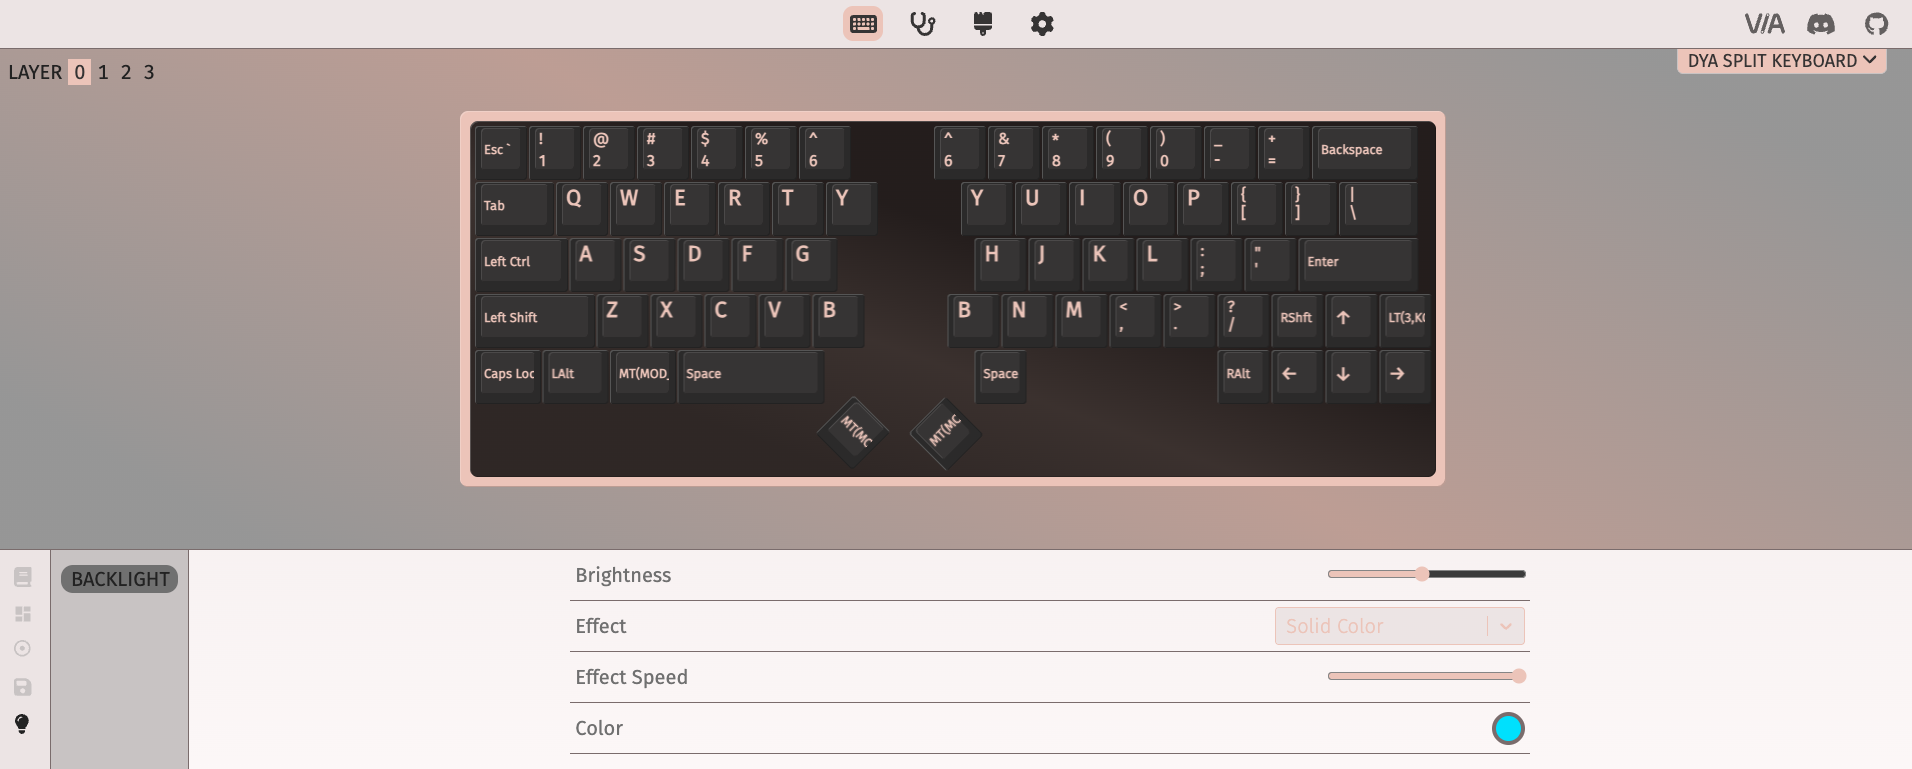 VIA
LAYER 0 1 2 3
DYA SPLIT KEYBOARD
Esc ` ! 1 @ 2 # 3 $ 4 % 5 ^ 6 ^ 6 & 7 * 8 ( 9 ) 0 _ - + = Backspace
Tab Q W E R T Y Y U I O P { [ } ] | \
Left Ctrl A S D F G H J K L : ; " ' Enter
Left Shift Z X C V B B N M < , > . ? / RShft ↑ LT(3,K
Caps Loc LAlt MT(MOD_ Space Space RAlt ← ↓ →
MT(MC MT(MC
BACKLIGHT
Brightness
Effect Solid Color
Effect Speed
Color